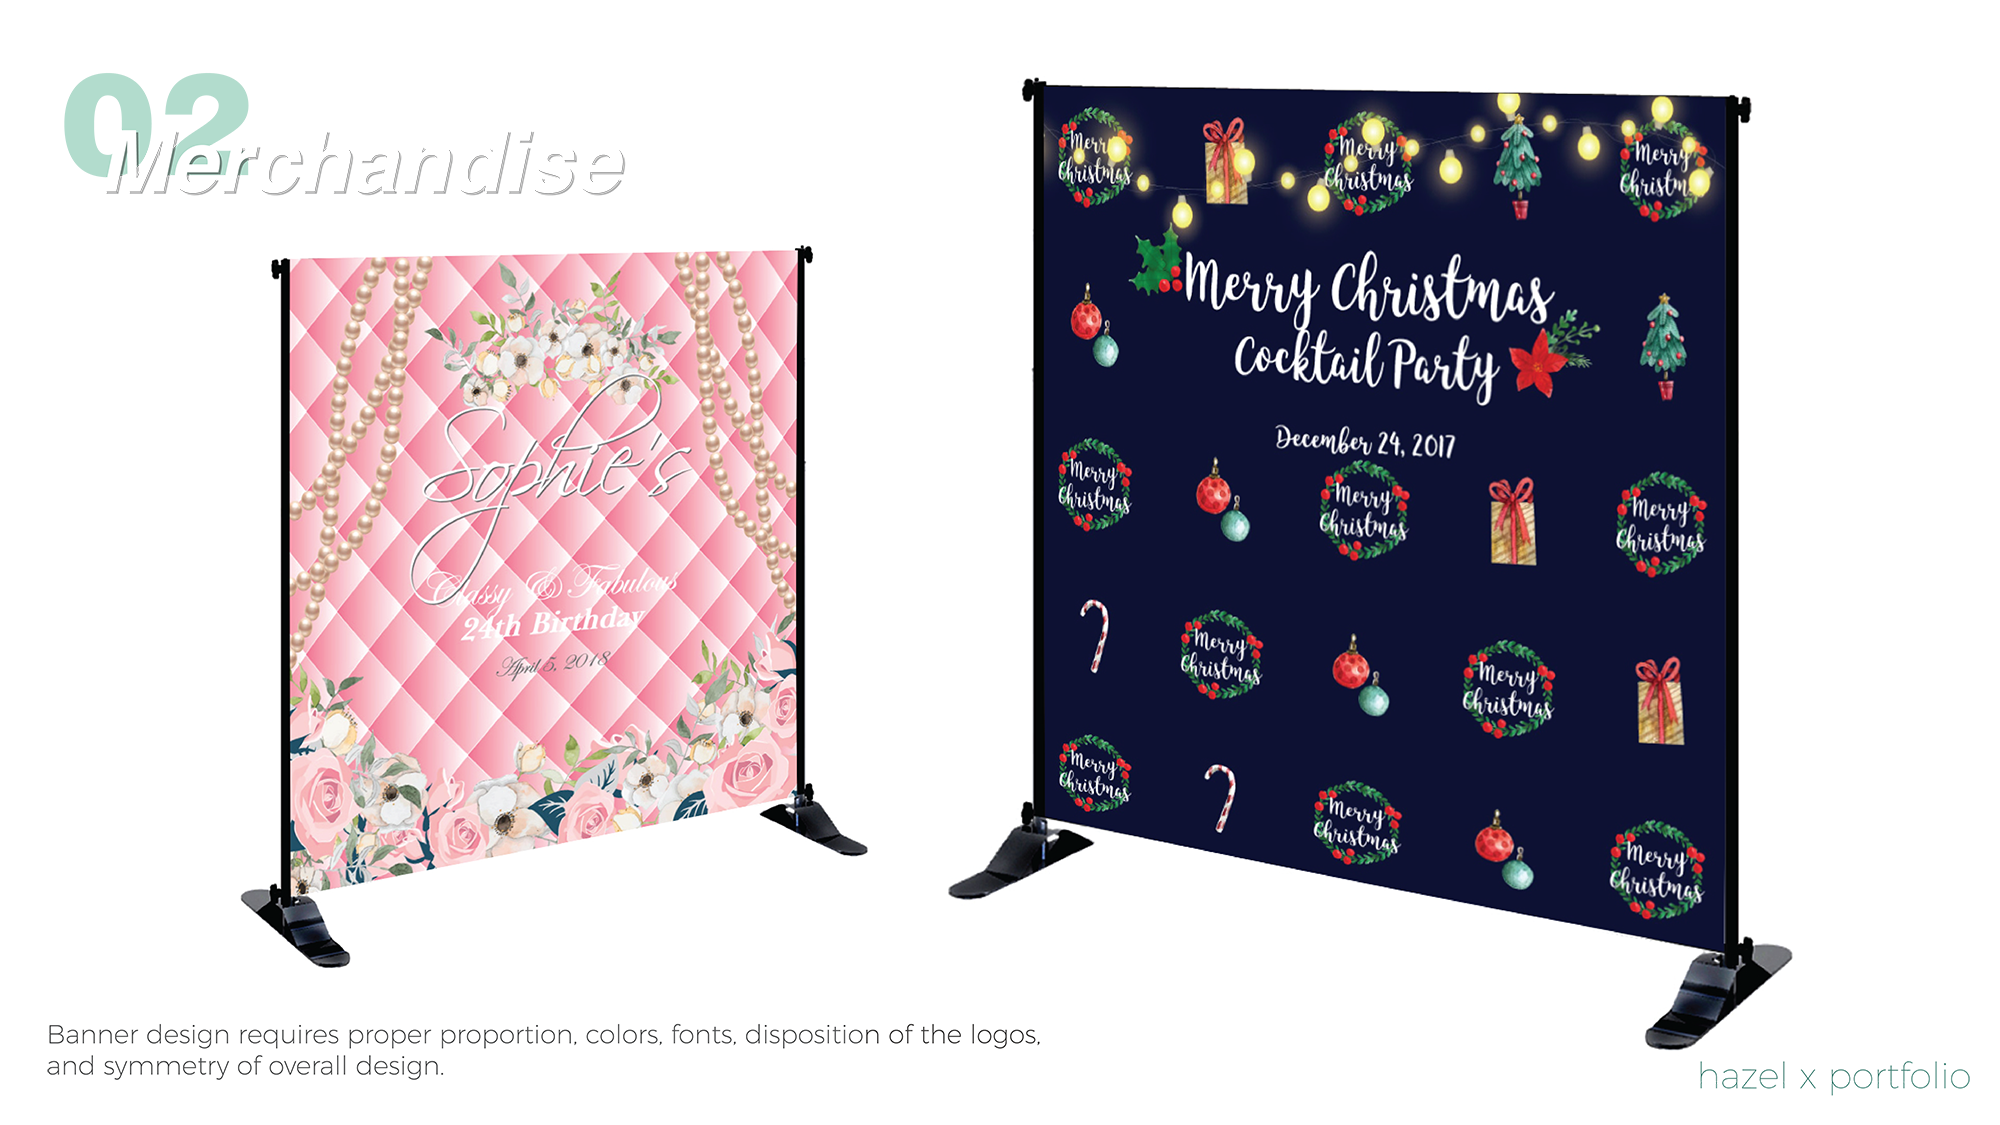 02
Merchandise
Sophie's
Classy & Fabulous
24th Birthday
April 5, 2018
Merry
Christmas
Merry
Christmas
Merry
Christmas
Merry Christmas
Cocktail Party
December 24, 2017
Merry
Christmas
Merry
Christmas
Merry
Christmas
Merry
Christmas
Merry
Christmas
Merry
Christmas
Merry
Christmas
Merry
Christmas
Banner design requires proper proportion, colors, fonts, disposition of the logos,
and symmetry of overall design.
hazel x portfolio